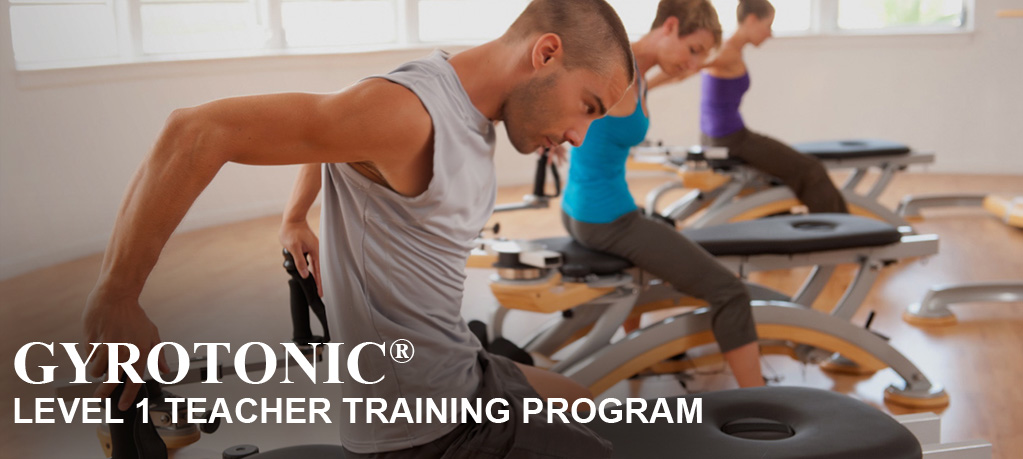 GYROTONIC®
LEVEL 1 TEACHER TRAINING PROGRAM